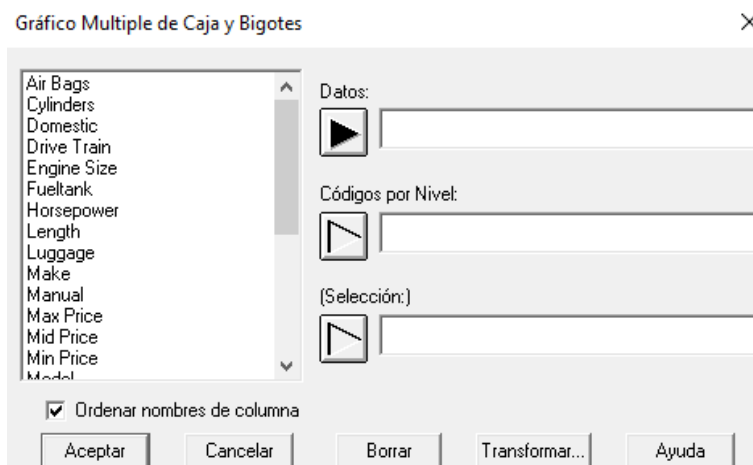 Gráfico Multiple de Caja y Bigotes
Air Bags
Cylinders
Domestic
Drive Train
Engine Size
Fueltank
Horsepower
Length
Luggage
Make
Manual
Max Price
Mid Price
Min Price
Model
Datos:
Códigos por Nivel:
(Selección:)
Ordenar nombres de columna
Aceptar
Cancelar
Borrar
Transformar...
Ayuda